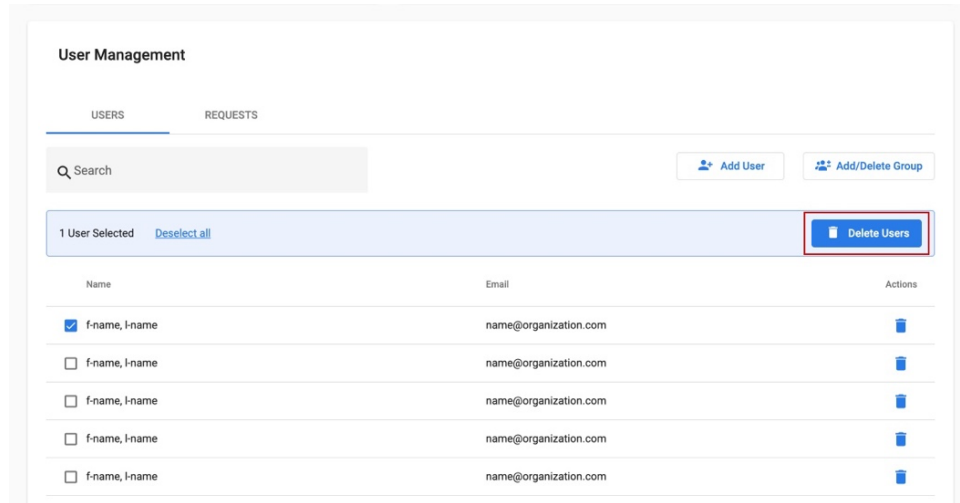 User Management
USERS REQUESTS
Search Add User Add/Delete Group
1 User Selected Deselect all Delete Users
Name Email Actions
f-name, l-name name@organization.com
f-name, l-name name@organization.com
f-name, l-name name@organization.com
f-name, l-name name@organization.com
f-name, l-name name@organization.com